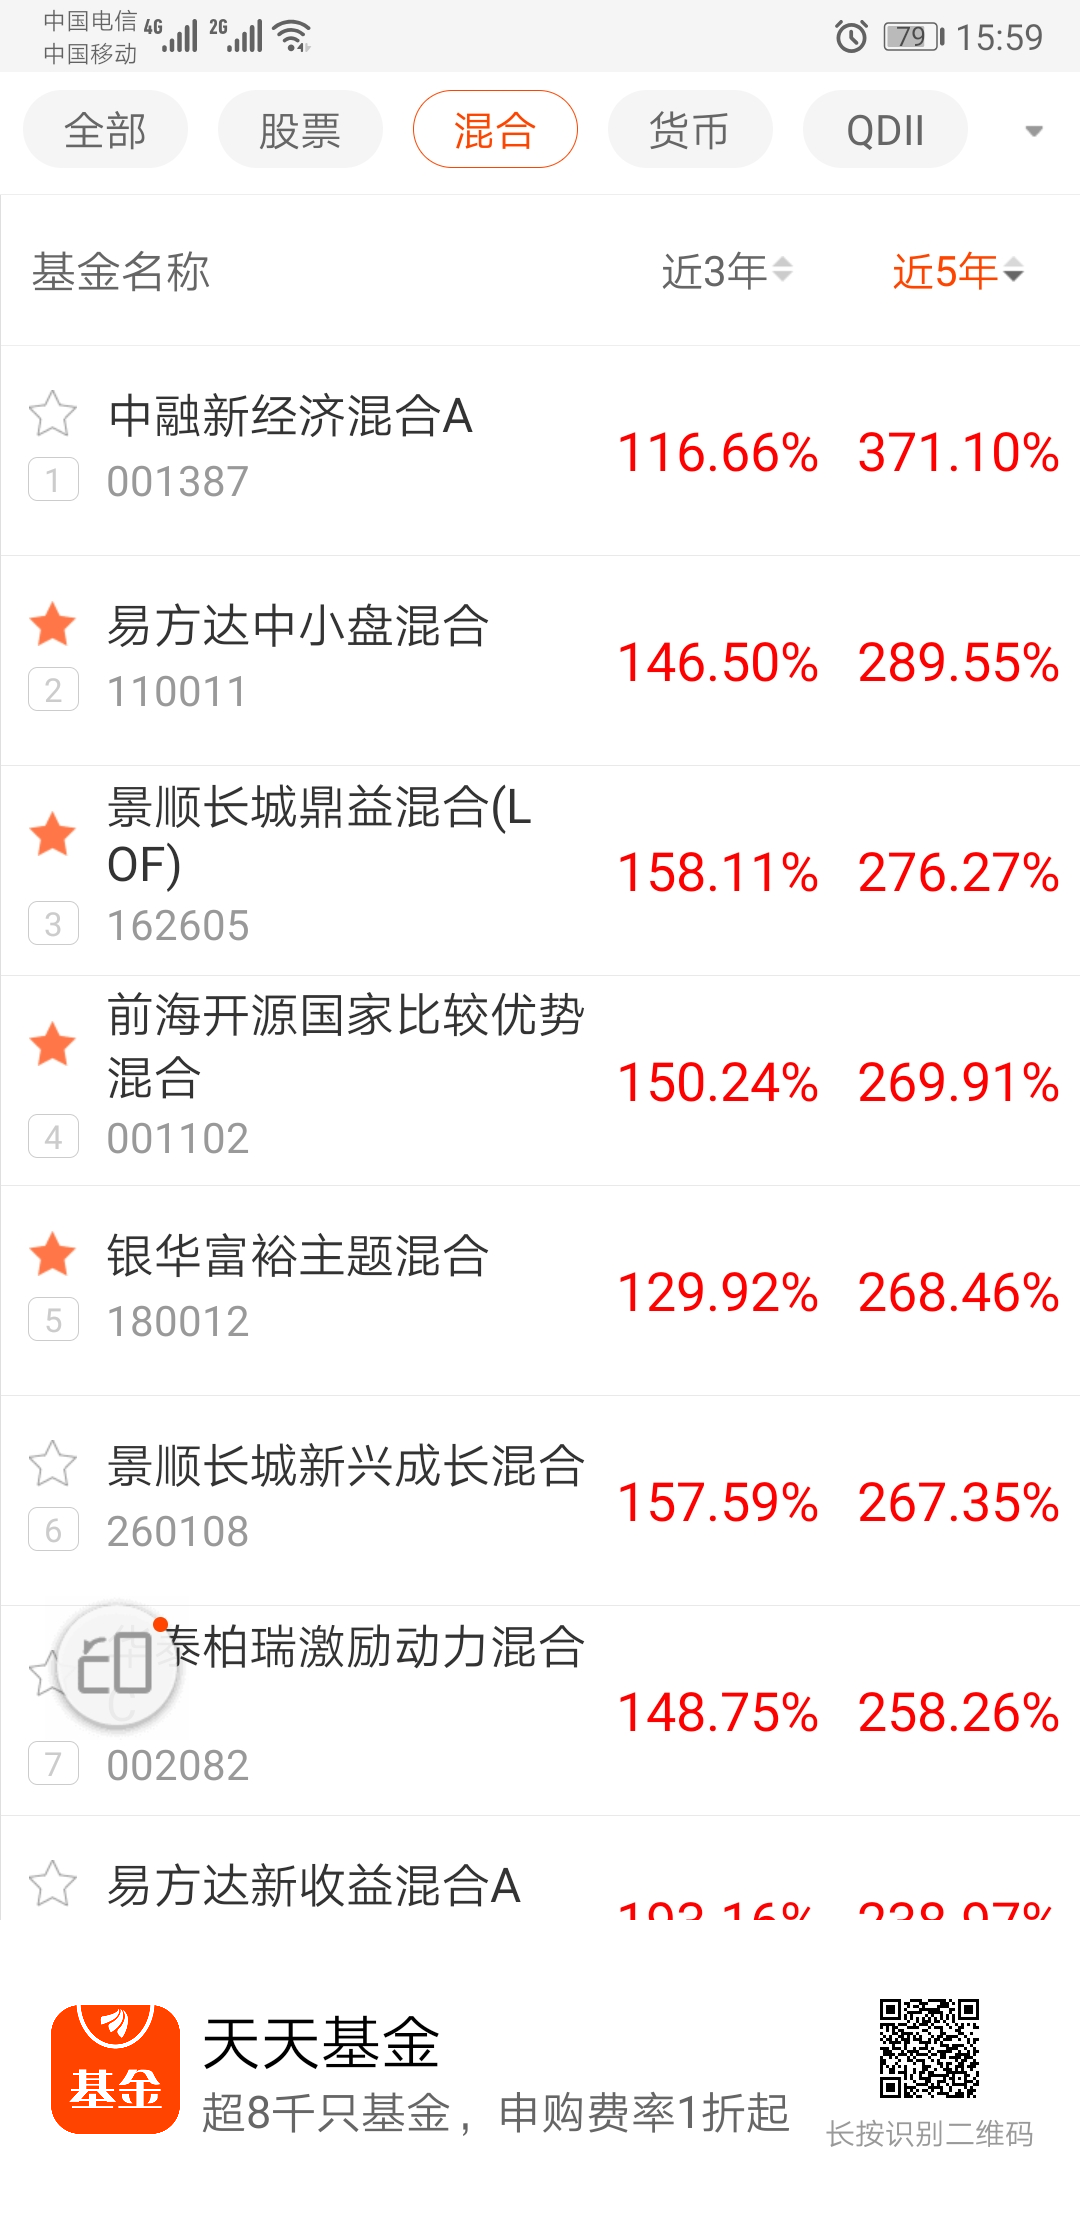 中国电信 4G 2G 79 15:59
中国移动
全部 股票 混合 货币 QDII
基金名称 近3年 近5年
中融新经济混合A
116.66% 371.10%
1 001387
易方达中小盘混合
146.50% 289.55%
2 110011
景顺长城鼎益混合(L
OF)
158.11% 276.27%
3 162605
前海开源国家比较优势
混合
150.24% 269.91%
4 001102
银华富裕主题混合
129.92% 268.46%
5 180012
景顺长城新兴成长混合
157.59% 267.35%
6 260108
华泰柏瑞激励动力混合
C
148.75% 258.26%
7 002082
易方达新收益混合A
193.16% 238.97%
基金
天天基金
超8千只基金，申购费率1折起
长按识别二维码